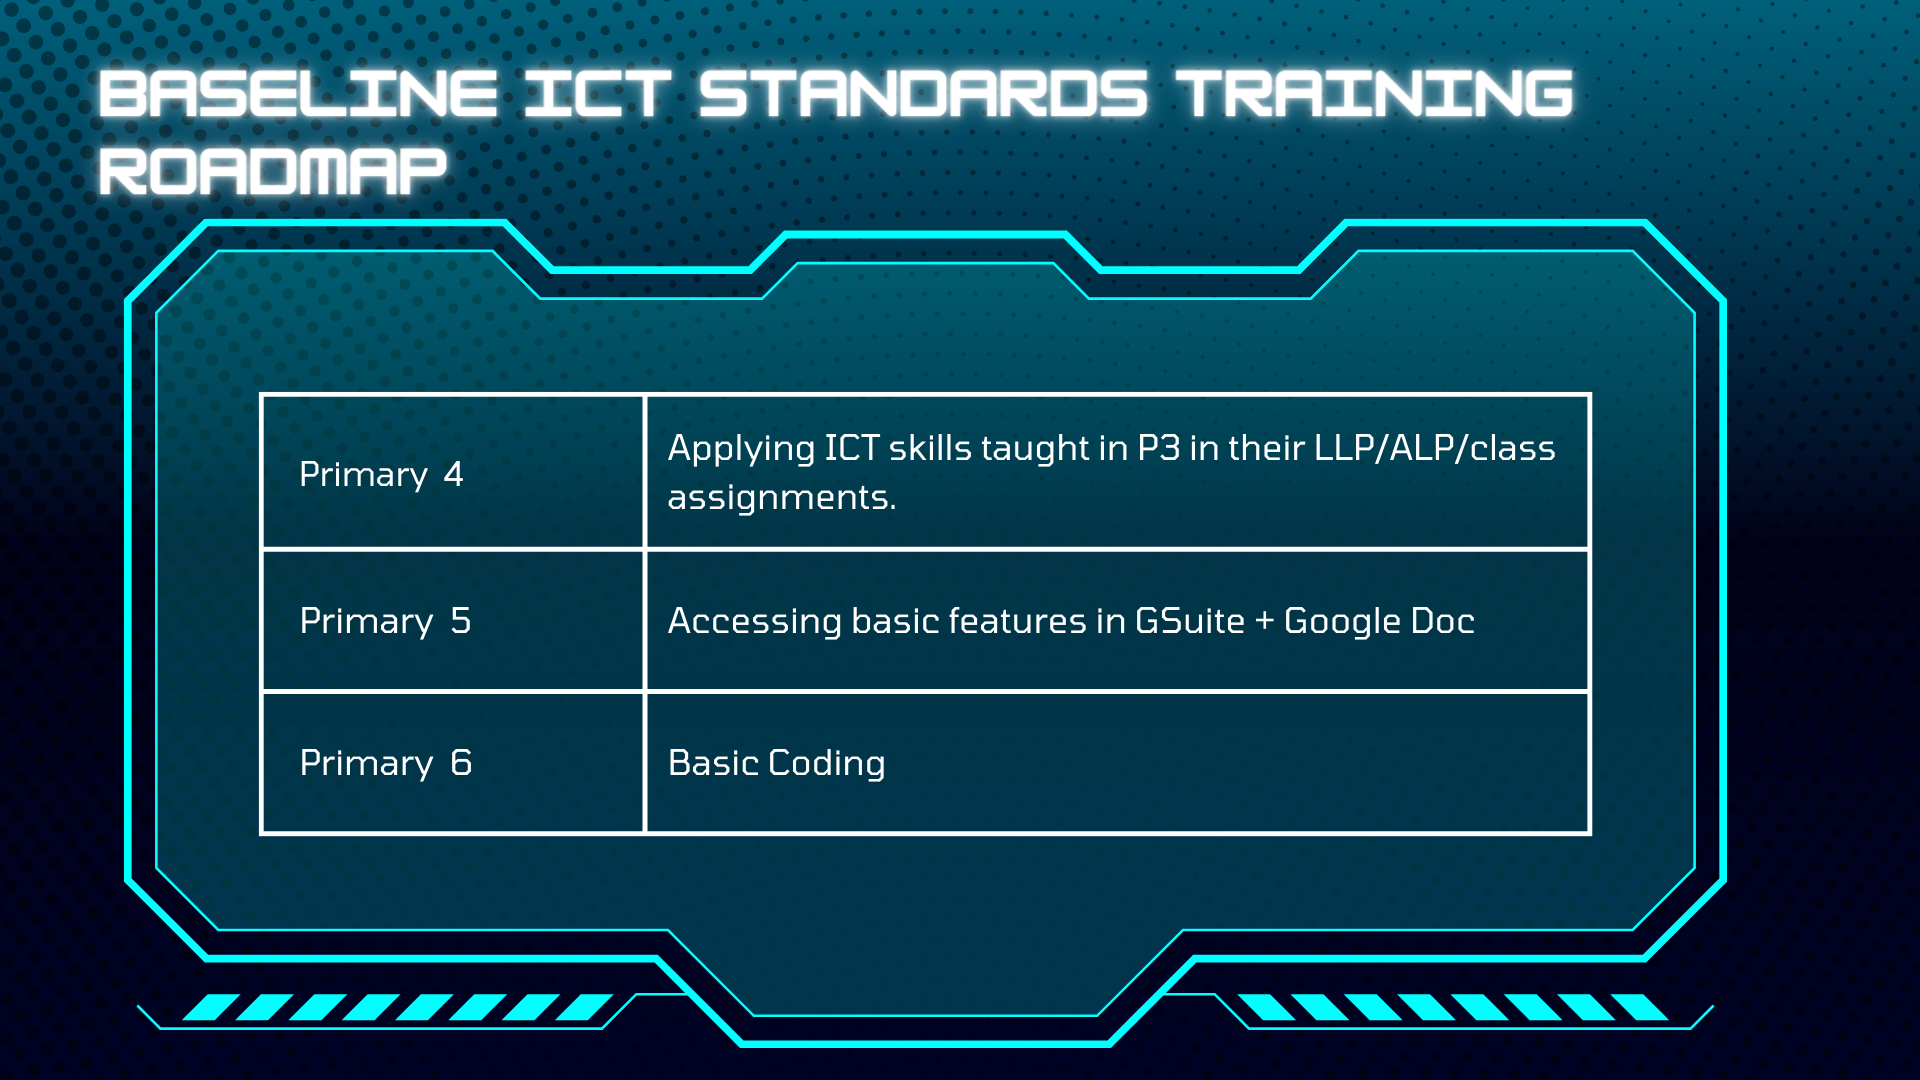 BASELINE ICT STANDARDS TRAINING
ROADMAP
Primary 4
Applying ICT skills taught in P3 in their LLP/ALP/class
assignments.
Primary 5
Accessing basic features in GSuite + Google Doc
Primary 6
Basic Coding